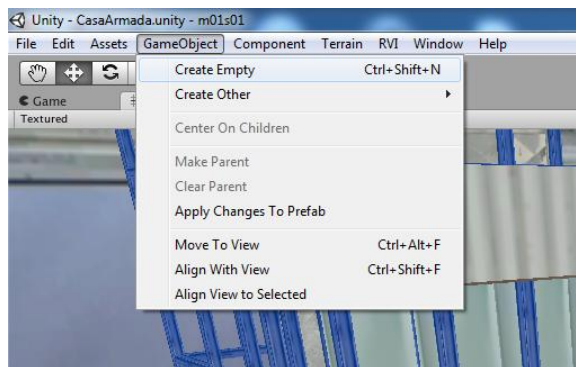 Unity - CasaArmada.unity - m01s01
File Edit Assets GameObject Component Terrain RVI Window Help
Game
Textured
Create Empty Ctrl+Shift+N
Create Other
Center On Children
Make Parent
Clear Parent
Apply Changes To Prefab
Move To View Ctrl+Alt+F
Align With View Ctrl+Shift+F
Align View to Selected